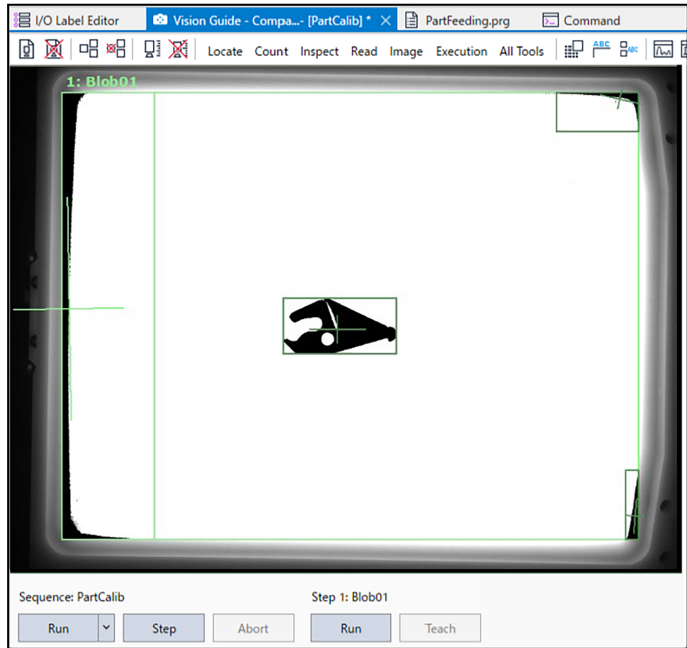 I/O Label Editor
Vision Guide - Compa...- [PartCalib] *
PartFeeding.prg
Command
Locate Count Inspect Read Image Execution All Tools
ABC
ABC
1: Blob01
Sequence: PartCalib
Step 1: Blob01
Run Step Abort Run Teach